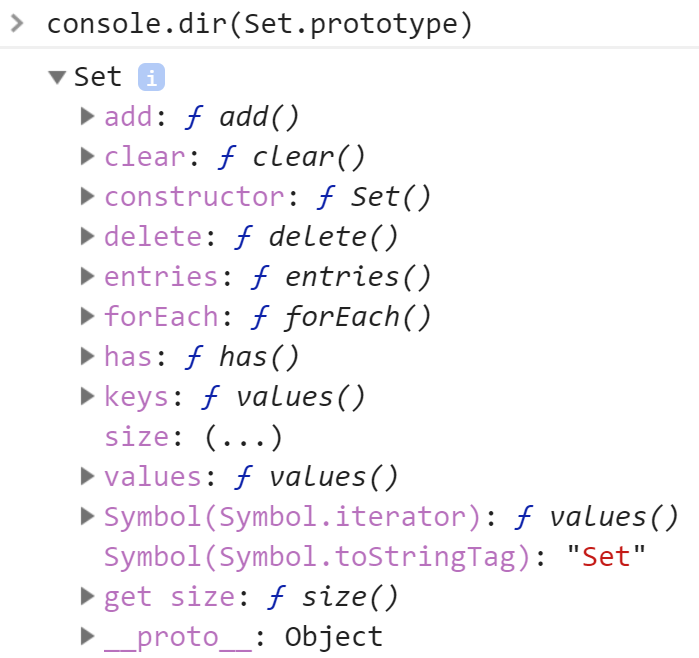 > console.dir(Set.prototype)
▼ Set i
▶ add: ƒ add()
▶ clear: ƒ clear()
▶ constructor: ƒ Set()
▶ delete: ƒ delete()
▶ entries: ƒ entries()
▶ forEach: ƒ forEach()
▶ has: ƒ has()
▶ keys: ƒ values()
size: (...)
▶ values: ƒ values()
▶ Symbol(Symbol.iterator): ƒ values()
Symbol(Symbol.toStringTag): "Set"
▶ get size: ƒ size()
▶ __proto__: Object